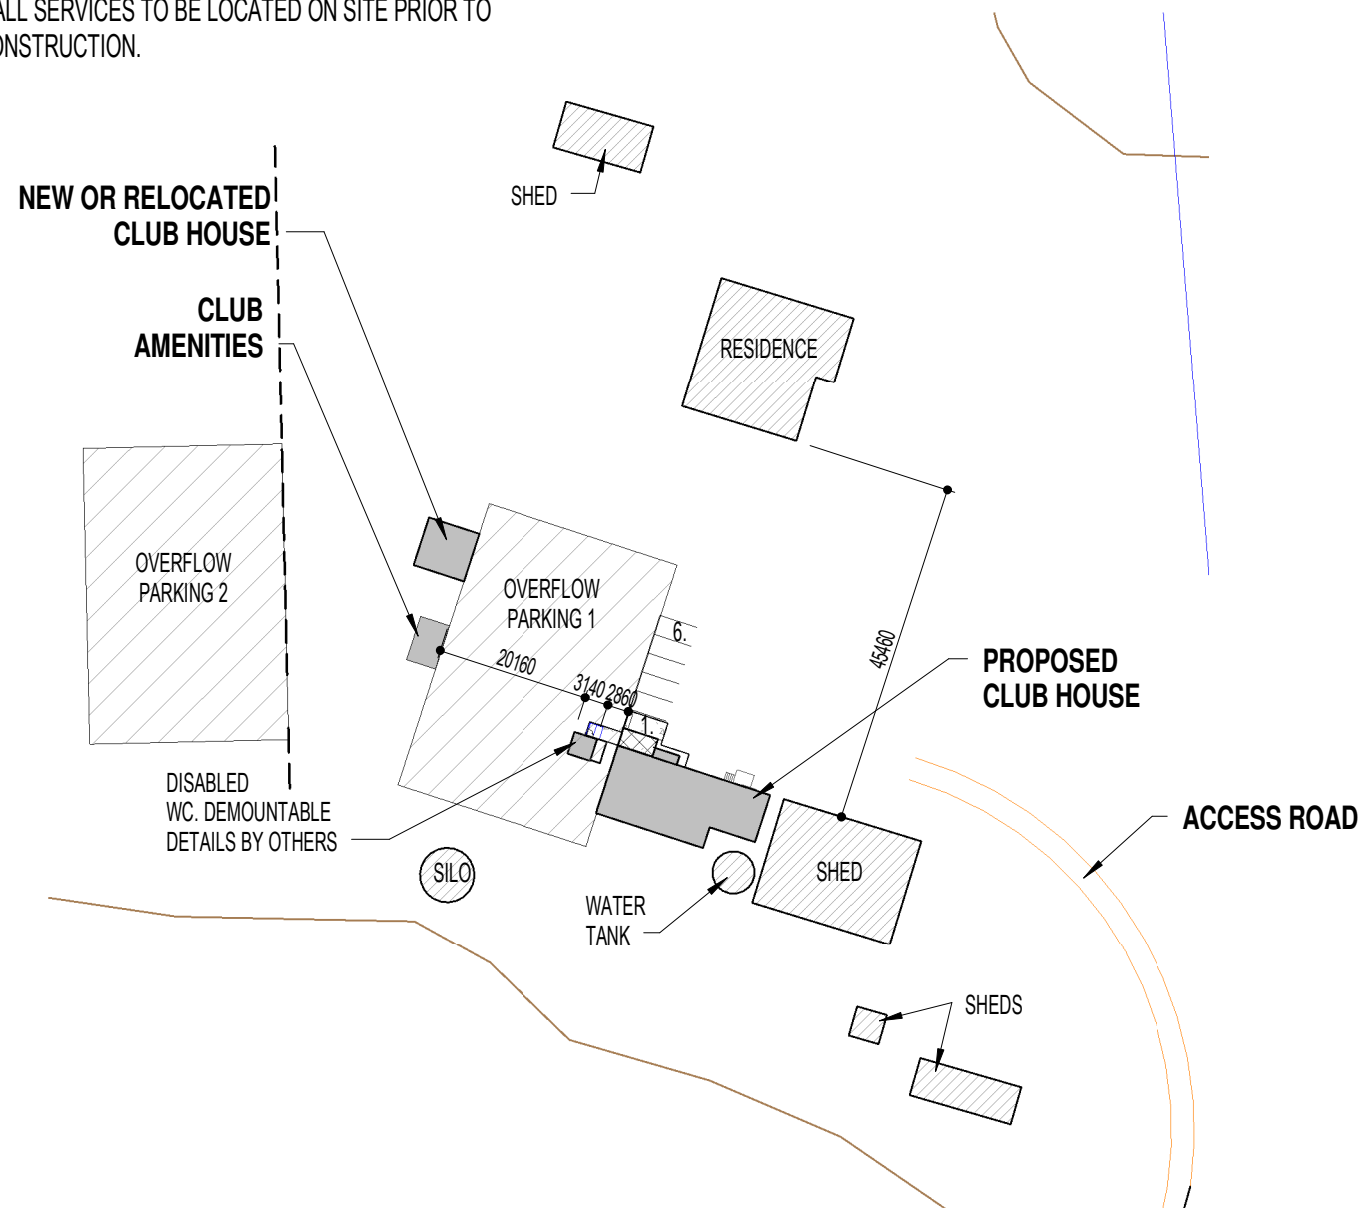 ALL SERVICES TO BE LOCATED ON SITE PRIOR TO
ONSTRUCTION.
SHED
NEW OR RELOCATED
CLUB HOUSE
CLUB
AMENITIES
RESIDENCE
OVERFLOW
PARKING 2
OVERFLOW
PARKING 1
6.
20160
3140
2860
1.
45460
PROPOSED
CLUB HOUSE
DISABLED
WC. DEMOUNTABLE
DETAILS BY OTHERS
ACCESS ROAD
SILO
SHED
WATER
TANK
SHEDS